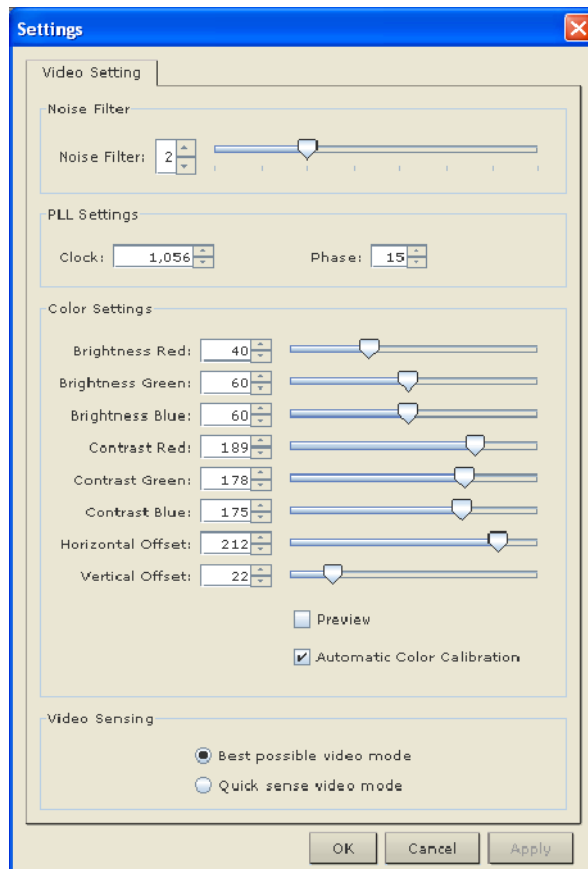 Settings
Video Setting
Noise Filter
Noise Filter: 2
PLL Settings
Clock: 1,056 Phase: 15
Color Settings
Brightness Red: 40
Brightness Green: 60
Brightness Blue: 60
Contrast Red: 189
Contrast Green: 178
Contrast Blue: 175
Horizontal Offset: 212
Vertical Offset: 22
Preview
Automatic Color Calibration
Video Sensing
Best possible video mode
Quick sense video mode
OK Cancel Apply